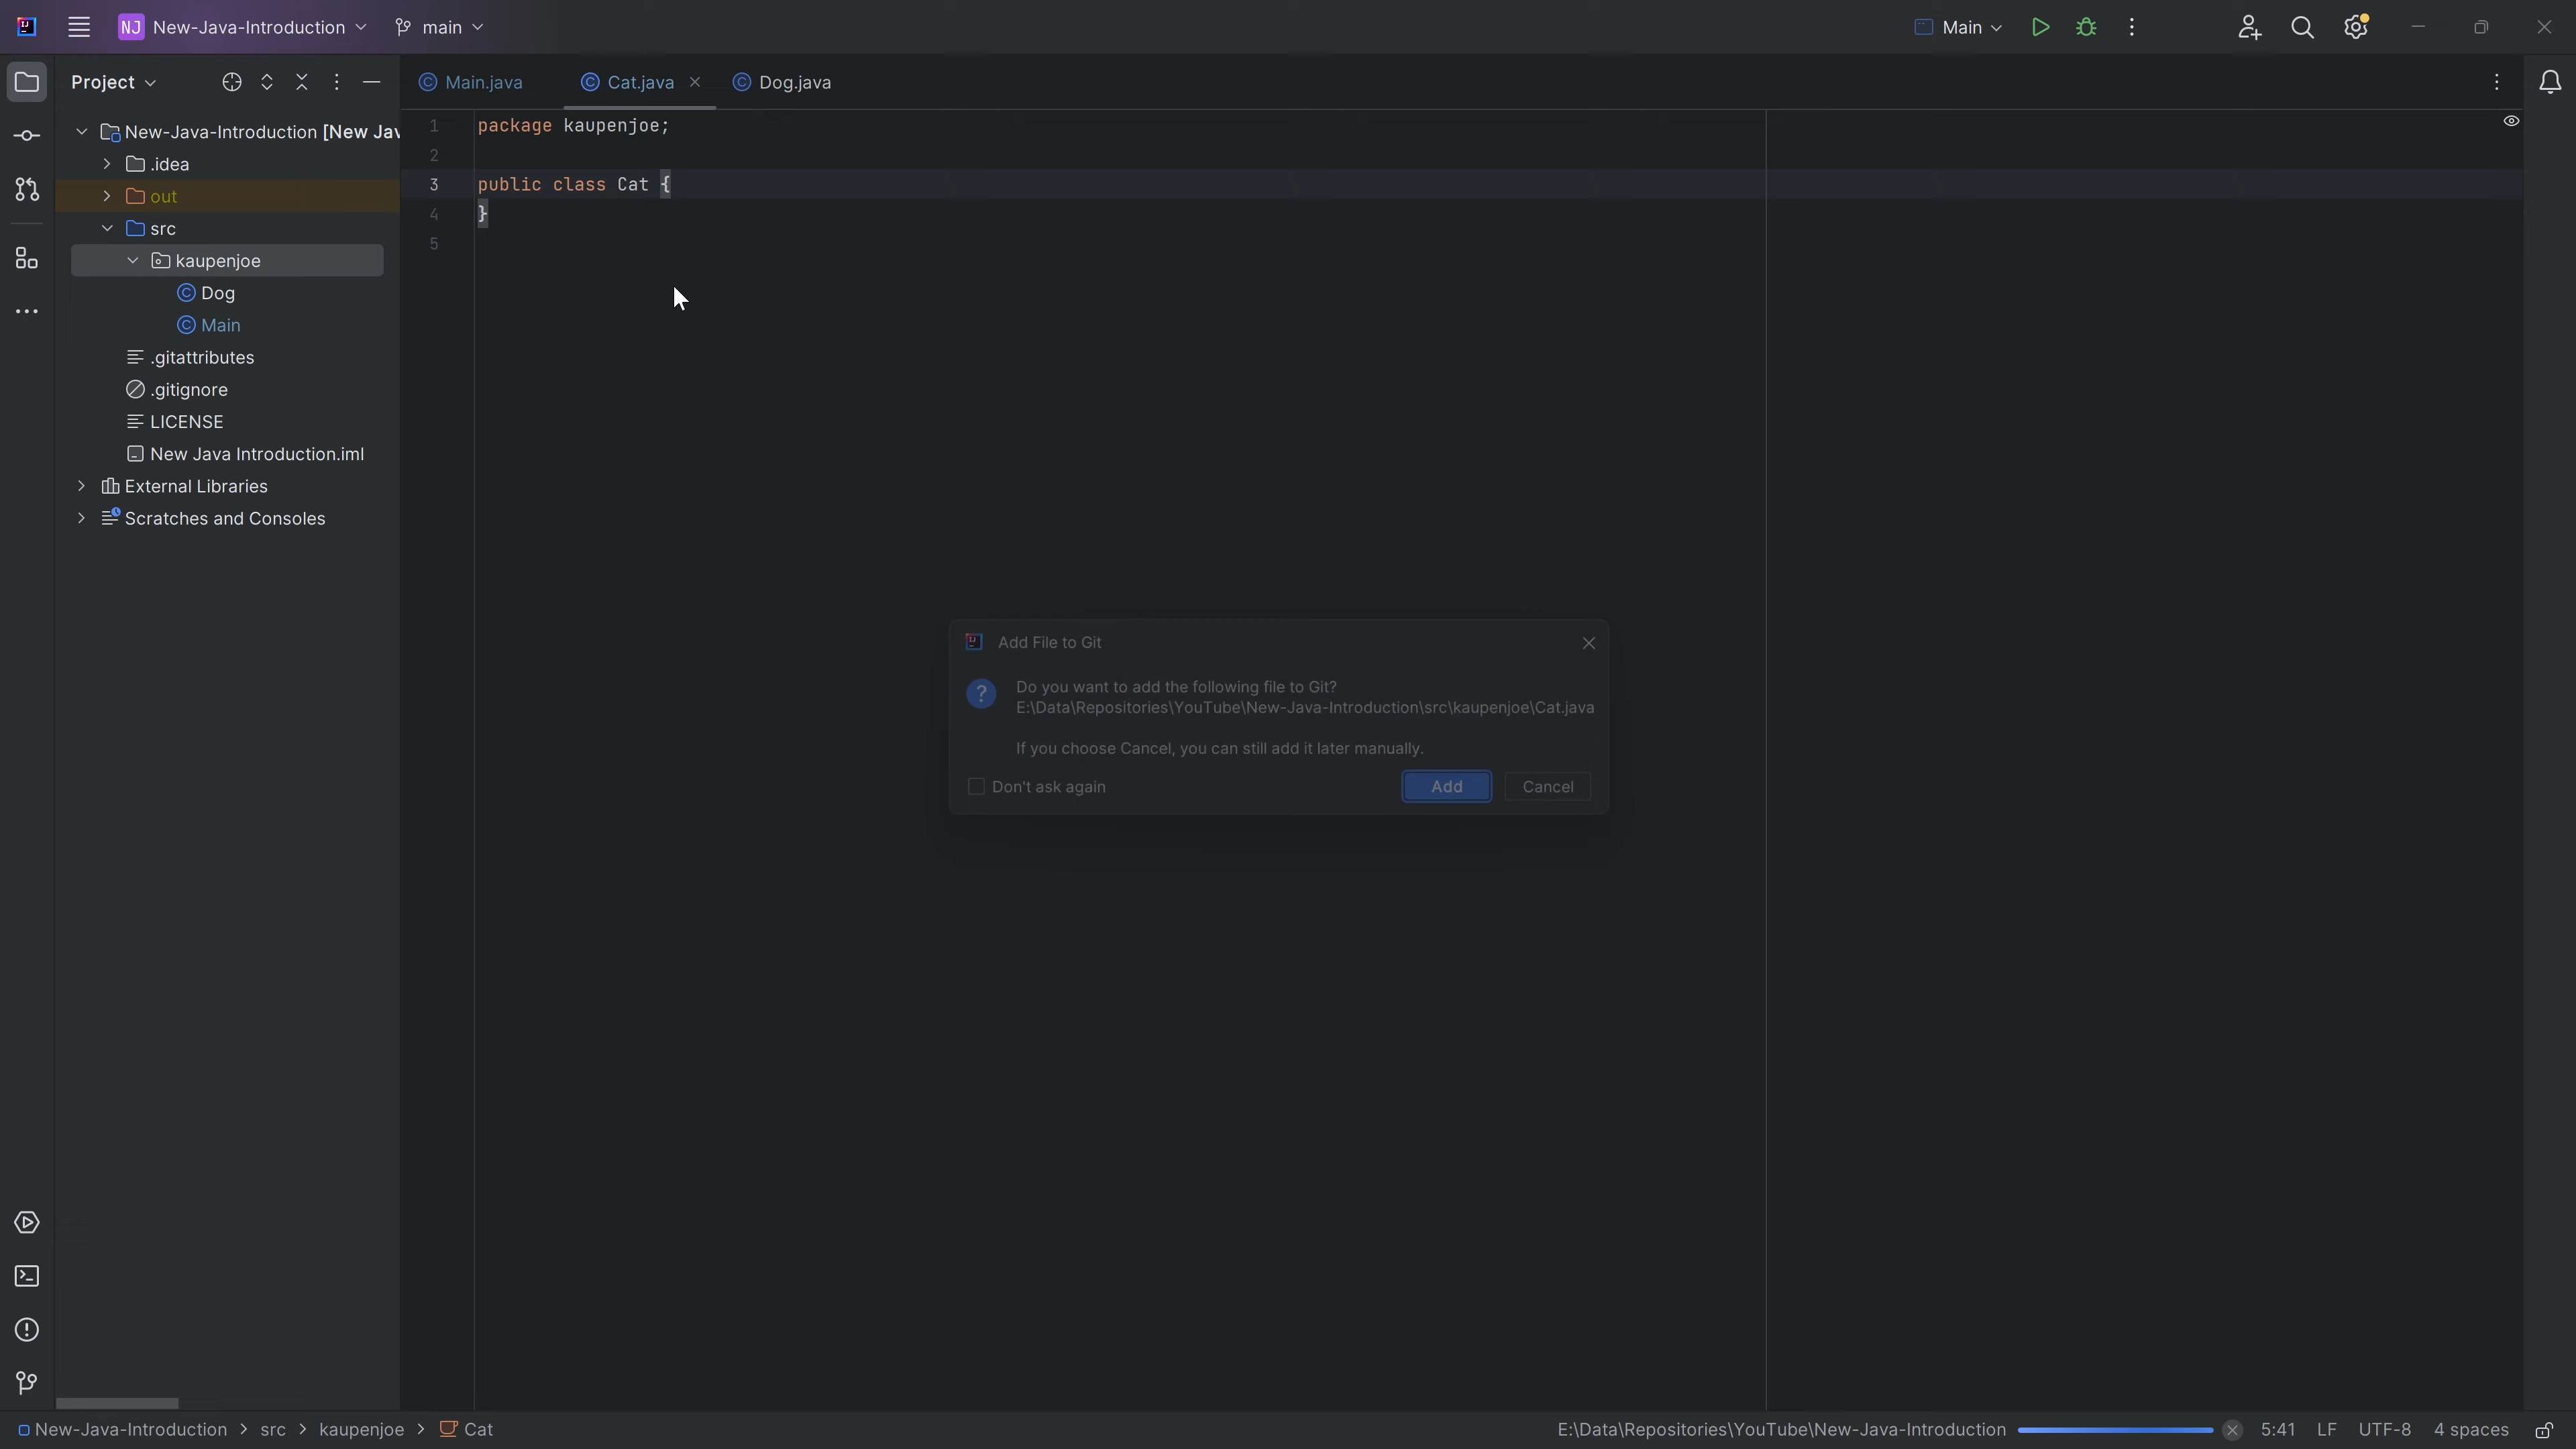 NJ New-Java-Introduction main Main
Project
Main.java Cat.java Dog.java
New-Java-Introduction [New Jav
.idea
out
src
kaupenjoe
Dog
Main
.gitattributes
.gitignore
LICENSE
New Java Introduction.iml
External Libraries
Scratches and Consoles
1 package kaupenjoe;
2
3 public class Cat {
4 }
5
Add File to Git
Do you want to add the following file to Git?
E:\Data\Repositories\YouTube\New-Java-Introduction\src\kaupenjoe\Cat.java
If you choose Cancel, you can still add it later manually.
Don't ask again Add Cancel
New-Java-Introduction > src > kaupenjoe > Cat E:\Data\Repositories\YouTube\New-Java-Introduction 5:41 LF UTF-8 4 spaces